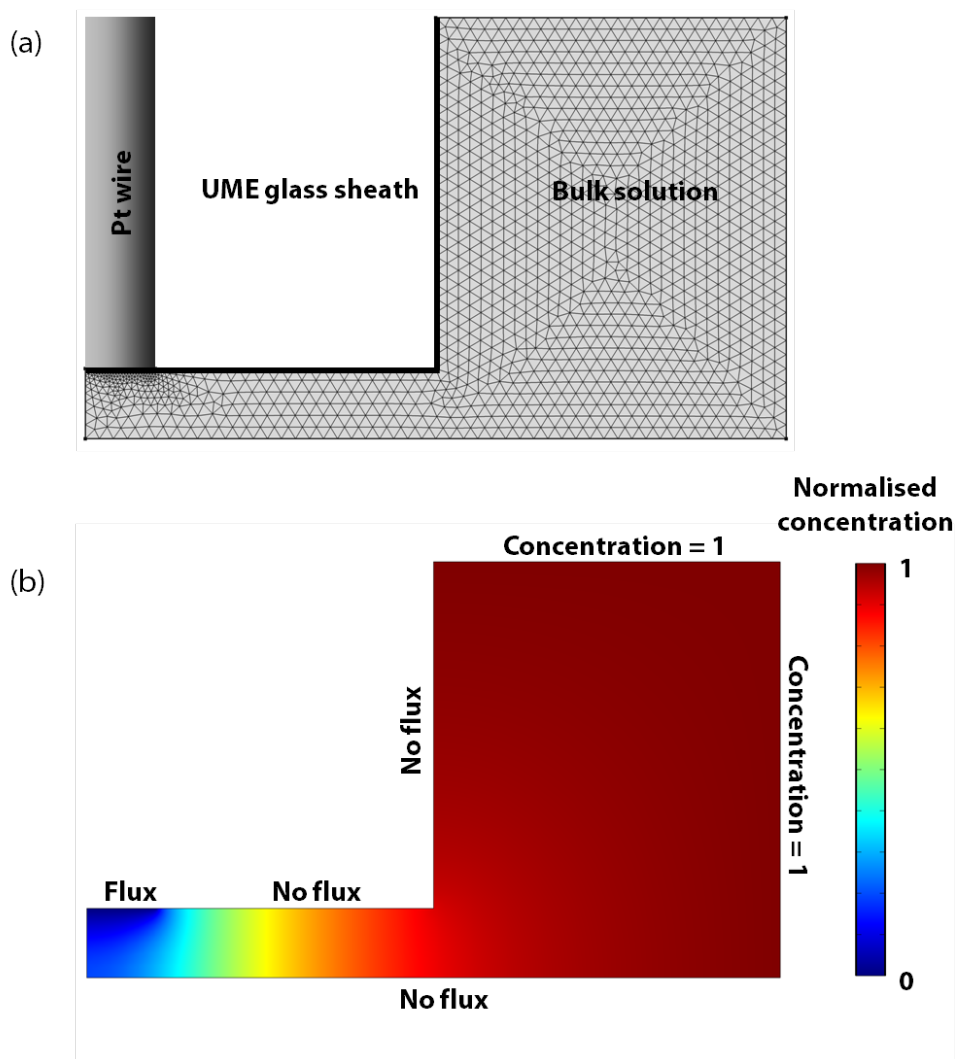 (a)
Pt wire
UME glass sheath
Bulk solution
Normalised
concentration
(b)
Concentration = 1
1
No flux
Concentration = 1
Flux
No flux
0
No flux